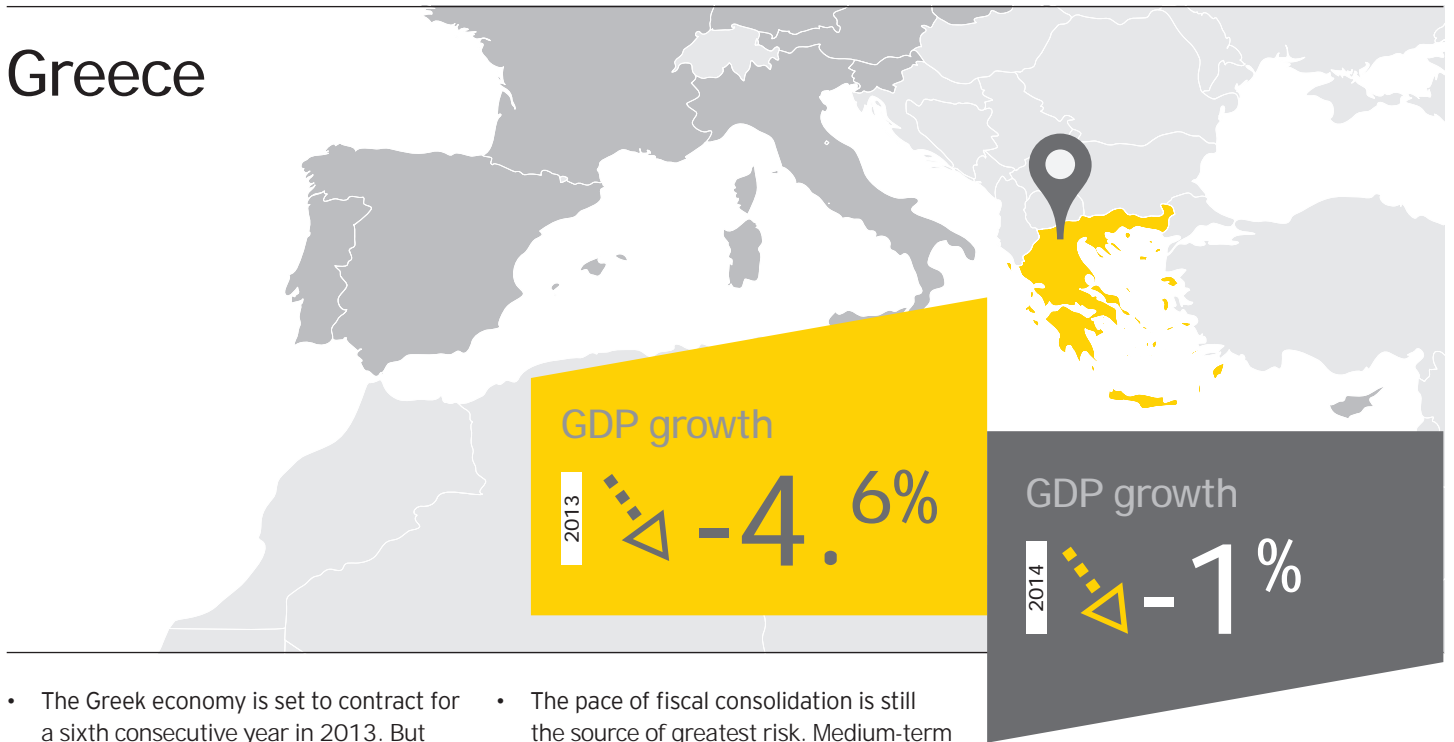 Greece
GDP growth
2013
-4.6%
GDP growth
2014
-1%
• The Greek economy is set to contract for
a sixth consecutive year in 2013. But
• The pace of fiscal consolidation is still
the source of greatest risk. Medium-term